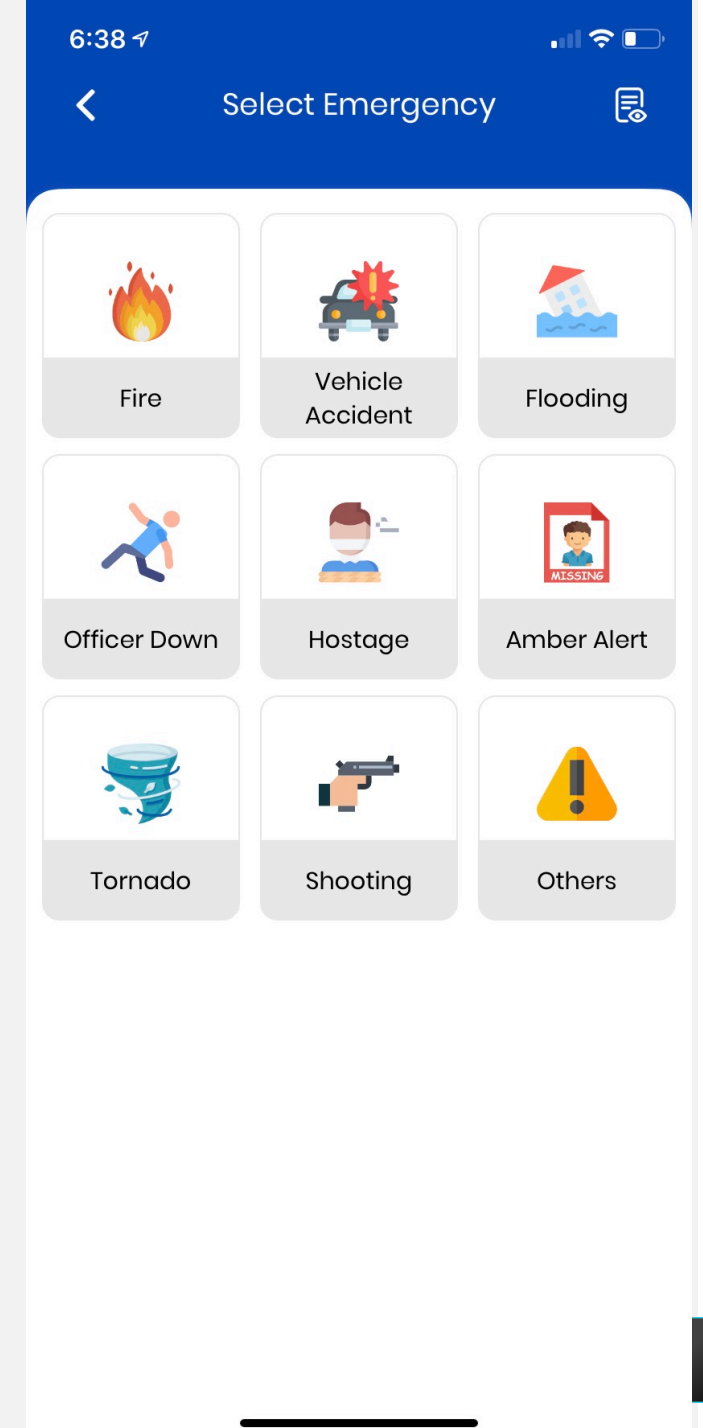 6:38
Select Emergency
Fire
Vehicle
Accident
Flooding
Officer Down
Hostage
MISSING
Amber Alert
Tornado
Shooting
Others